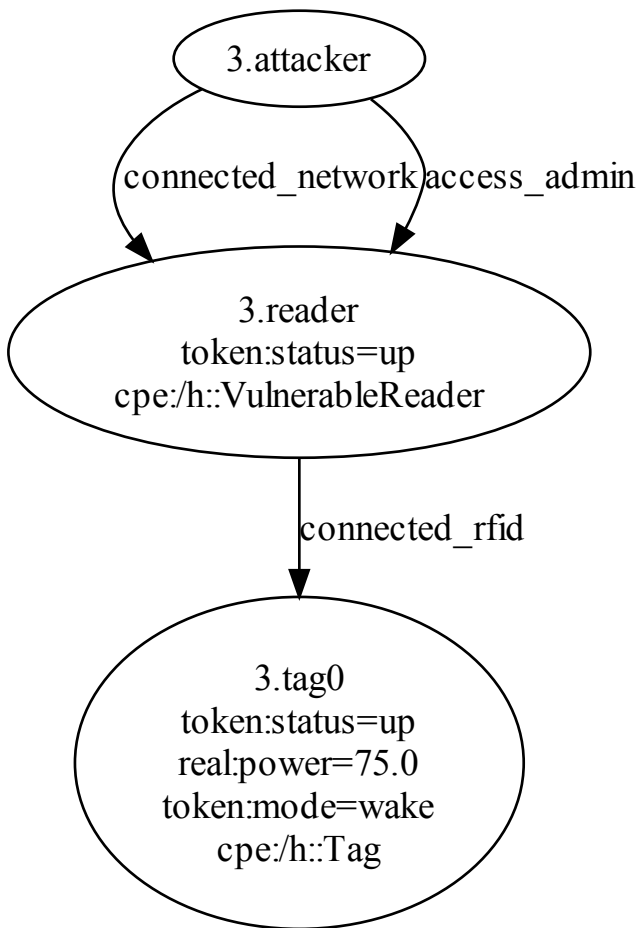 3.attacker
connected_network access_admin
3.reader
token:status=up
cpe:/h::VulnerableReader
connected_rfid
3.tag0
token:status=up
real:power=75.0
token:mode=wake
cpe:/h::Tag